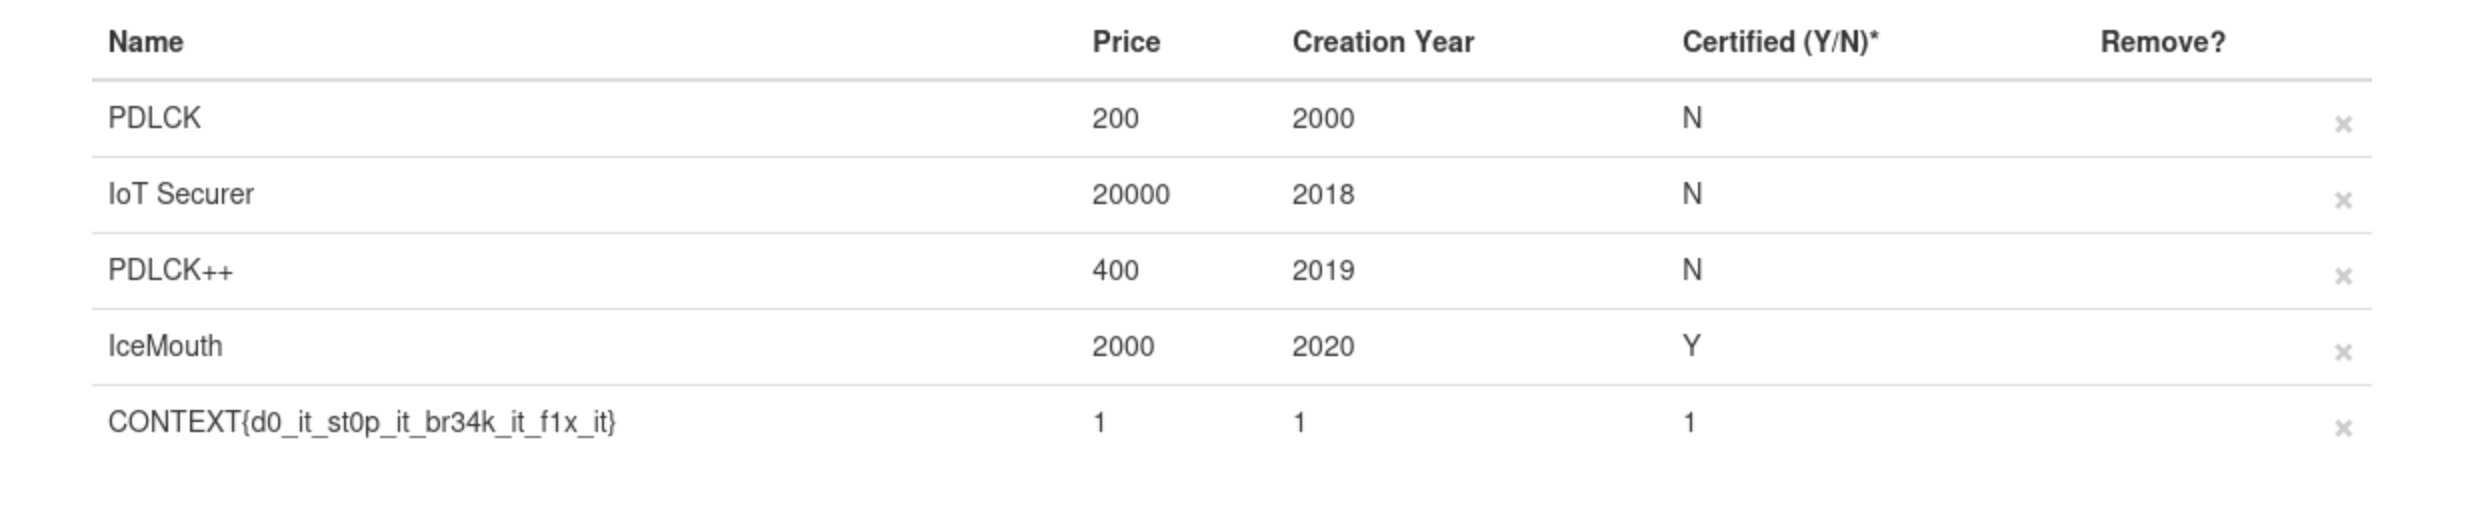 Name Price Creation Year Certified (Y/N)* Remove?
PDLCK 200 2000 N ×
IoT Securer 20000 2018 N ×
PDLCK++ 400 2019 N ×
IceMouth 2000 2020 Y ×
CONTEXT{d0_it_st0p_it_br34k_it_f1x_it} 1 1 1 ×